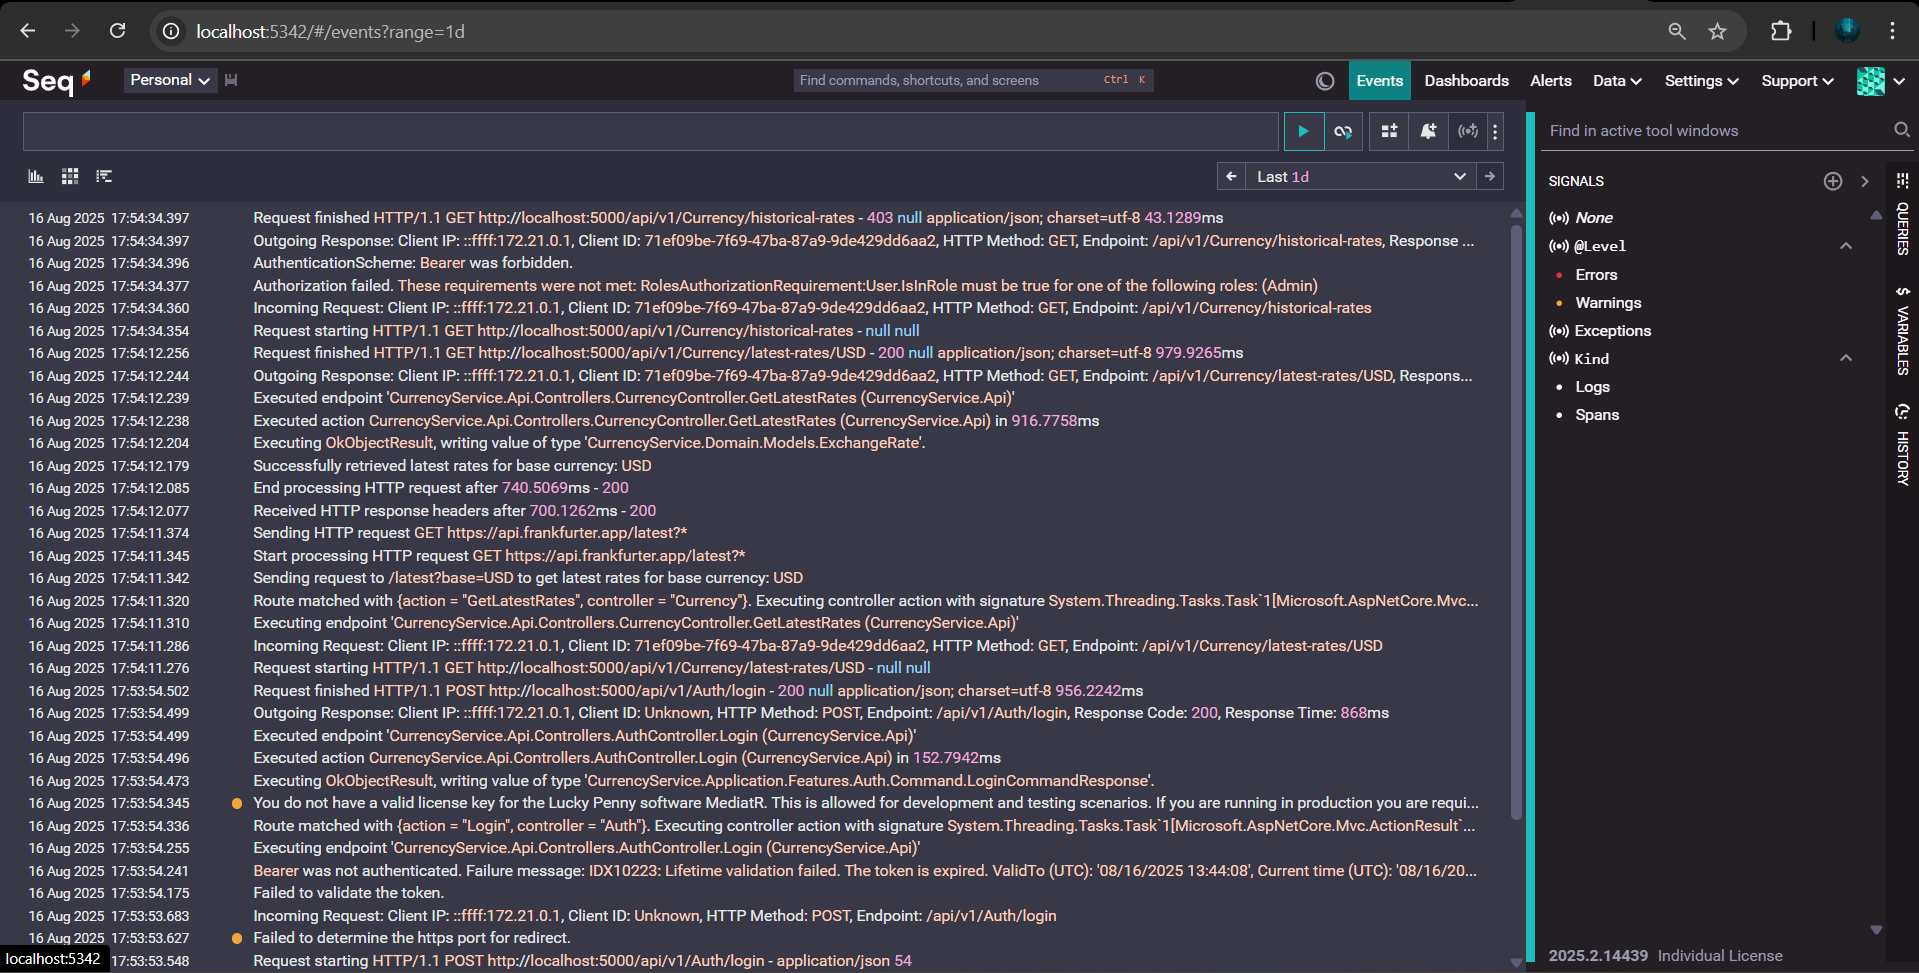 localhost:5342/#/events?range=1d
Seq
Personal
Find commands, shortcuts, and screens Ctrl K
Events Dashboards Alerts Data Settings Support
Last 1d
16 Aug 2025 17:54:34.397 Request finished HTTP/1.1 GET http://localhost:5000/api/v1/Currency/historical-rates - 403 null application/json; charset=utf-8 43.1289ms
16 Aug 2025 17:54:34.397 Outgoing Response: Client IP: ::ffff:172.21.0.1, Client ID: 71ef09be-7f69-47ba-87a9-9de429dd6aa2, HTTP Method: GET, Endpoint: /api/v1/Currency/historical-rates, Response ...
16 Aug 2025 17:54:34.396 AuthenticationScheme: Bearer was forbidden.
16 Aug 2025 17:54:34.377 Authorization failed. These requirements were not met: RolesAuthorizationRequirement:User.IsInRole must be true for one of the following roles: (Admin)
16 Aug 2025 17:54:34.360 Incoming Request: Client IP: ::ffff:172.21.0.1, Client ID: 71ef09be-7f69-47ba-87a9-9de429dd6aa2, HTTP Method: GET, Endpoint: /api/v1/Currency/historical-rates
16 Aug 2025 17:54:34.354 Request starting HTTP/1.1 GET http://localhost:5000/api/v1/Currency/historical-rates - null null
16 Aug 2025 17:54:12.256 Request finished HTTP/1.1 GET http://localhost:5000/api/v1/Currency/latest-rates/USD - 200 null application/json; charset=utf-8 979.9265ms
16 Aug 2025 17:54:12.244 Outgoing Response: Client IP: ::ffff:172.21.0.1, Client ID: 71ef09be-7f69-47ba-87a9-9de429dd6aa2, HTTP Method: GET, Endpoint: /api/v1/Currency/latest-rates/USD, Respons...
16 Aug 2025 17:54:12.239 Executed endpoint 'CurrencyService.Api.Controllers.CurrencyController.GetLatestRates (CurrencyService.Api)'
16 Aug 2025 17:54:12.238 Executed action CurrencyService.Api.Controllers.CurrencyController.GetLatestRates (CurrencyService.Api) in 916.7758ms
16 Aug 2025 17:54:12.204 Executing OkObjectResult, writing value of type 'CurrencyService.Domain.Models.ExchangeRate'.
16 Aug 2025 17:54:12.179 Successfully retrieved latest rates for base currency: USD
16 Aug 2025 17:54:12.085 End processing HTTP request after 740.5069ms - 200
16 Aug 2025 17:54:12.077 Received HTTP response headers after 700.1262ms - 200
16 Aug 2025 17:54:11.374 Sending HTTP request GET https://api.frankfurter.app/latest?*
16 Aug 2025 17:54:11.345 Start processing HTTP request GET https://api.frankfurter.app/latest?*
16 Aug 2025 17:54:11.342 Sending request to /latest?base=USD to get latest rates for base currency: USD
16 Aug 2025 17:54:11.320 Route matched with {action = "GetLatestRates", controller = "Currency"}. Executing controller action with signature System.Threading.Tasks.Task`1[Microsoft.AspNetCore.Mvc...
16 Aug 2025 17:54:11.310 Executing endpoint 'CurrencyService.Api.Controllers.CurrencyController.GetLatestRates (CurrencyService.Api)'
16 Aug 2025 17:54:11.286 Incoming Request: Client IP: ::ffff:172.21.0.1, Client ID: 71ef09be-7f69-47ba-87a9-9de429dd6aa2, HTTP Method: GET, Endpoint: /api/v1/Currency/latest-rates/USD
16 Aug 2025 17:54:11.276 Request starting HTTP/1.1 GET http://localhost:5000/api/v1/Currency/latest-rates/USD - null null
16 Aug 2025 17:53:54.502 Request finished HTTP/1.1 POST http://localhost:5000/api/v1/Auth/login - 200 null application/json; charset=utf-8 956.2242ms
16 Aug 2025 17:53:54.499 Outgoing Response: Client IP: ::ffff:172.21.0.1, Client ID: Unknown, HTTP Method: POST, Endpoint: /api/v1/Auth/login, Response Code: 200, Response Time: 868ms
16 Aug 2025 17:53:54.499 Executed endpoint 'CurrencyService.Api.Controllers.AuthController.Login (CurrencyService.Api)'
16 Aug 2025 17:53:54.496 Executed action CurrencyService.Api.Controllers.AuthController.Login (CurrencyService.Api) in 152.7942ms
16 Aug 2025 17:53:54.473 Executing OkObjectResult, writing value of type 'CurrencyService.Application.Features.Auth.Command.LoginCommandResponse'.
16 Aug 2025 17:53:54.345 You do not have a valid license key for the Lucky Penny software MediatR. This is allowed for development and testing scenarios. If you are running in production you are requi...
16 Aug 2025 17:53:54.336 Route matched with {action = "Login", controller = "Auth"}. Executing controller action with signature System.Threading.Tasks.Task`1[Microsoft.AspNetCore.Mvc.ActionResult`...
16 Aug 2025 17:53:54.255 Executing endpoint 'CurrencyService.Api.Controllers.AuthController.Login (CurrencyService.Api)'
16 Aug 2025 17:53:54.241 Bearer was not authenticated. Failure message: IDX10223: Lifetime validation failed. The token is expired. ValidTo (UTC): '08/16/2025 13:44:08', Current time (UTC): '08/16/20...
16 Aug 2025 17:53:54.175 Failed to validate the token.
16 Aug 2025 17:53:53.683 Incoming Request: Client IP: ::ffff:172.21.0.1, Client ID: Unknown, HTTP Method: POST, Endpoint: /api/v1/Auth/login
16 Aug 2025 17:53:53.627 Failed to determine the https port for redirect.
17:53:53.548 Request starting HTTP/1.1 POST http://localhost:5000/api/v1/Auth/login - application/json 54
localhost:5342
Find in active tool windows
SIGNALS
None
@Level
Errors
Warnings
Exceptions
Kind
Logs
Spans
QUERIES
$ VARIABLES
HISTORY
2025.2.14439 Individual License